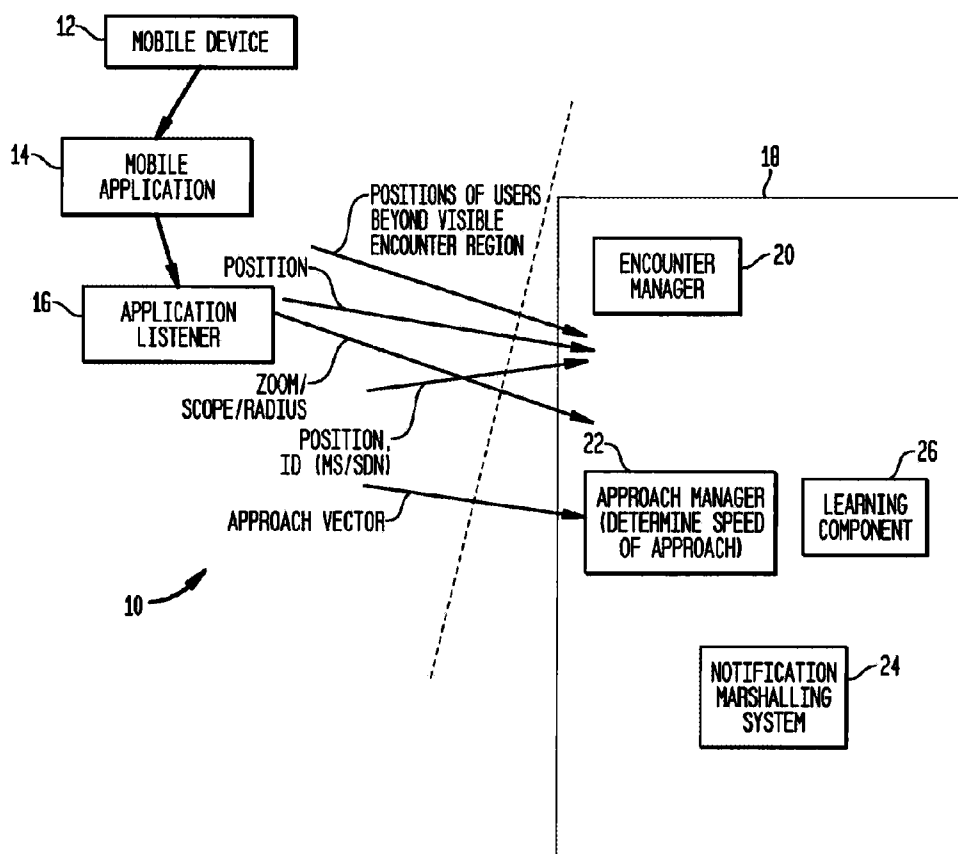 12
MOBILE DEVICE
14
MOBILE
APPLICATION
16
APPLICATION
LISTENER
POSITIONS OF USERS
BEYOND VISIBLE
ENCOUNTER REGION
POSITION
ZOOM/
SCOPE/RADIUS
POSITION,
ID (MS/SDN)
APPROACH VECTOR
10
18
ENCOUNTER
MANAGER
20
22
APPROACH MANAGER
(DETERMINE SPEED
OF APPROACH)
26
LEARNING
COMPONENT
NOTIFICATION
MARSHALLING
SYSTEM
24